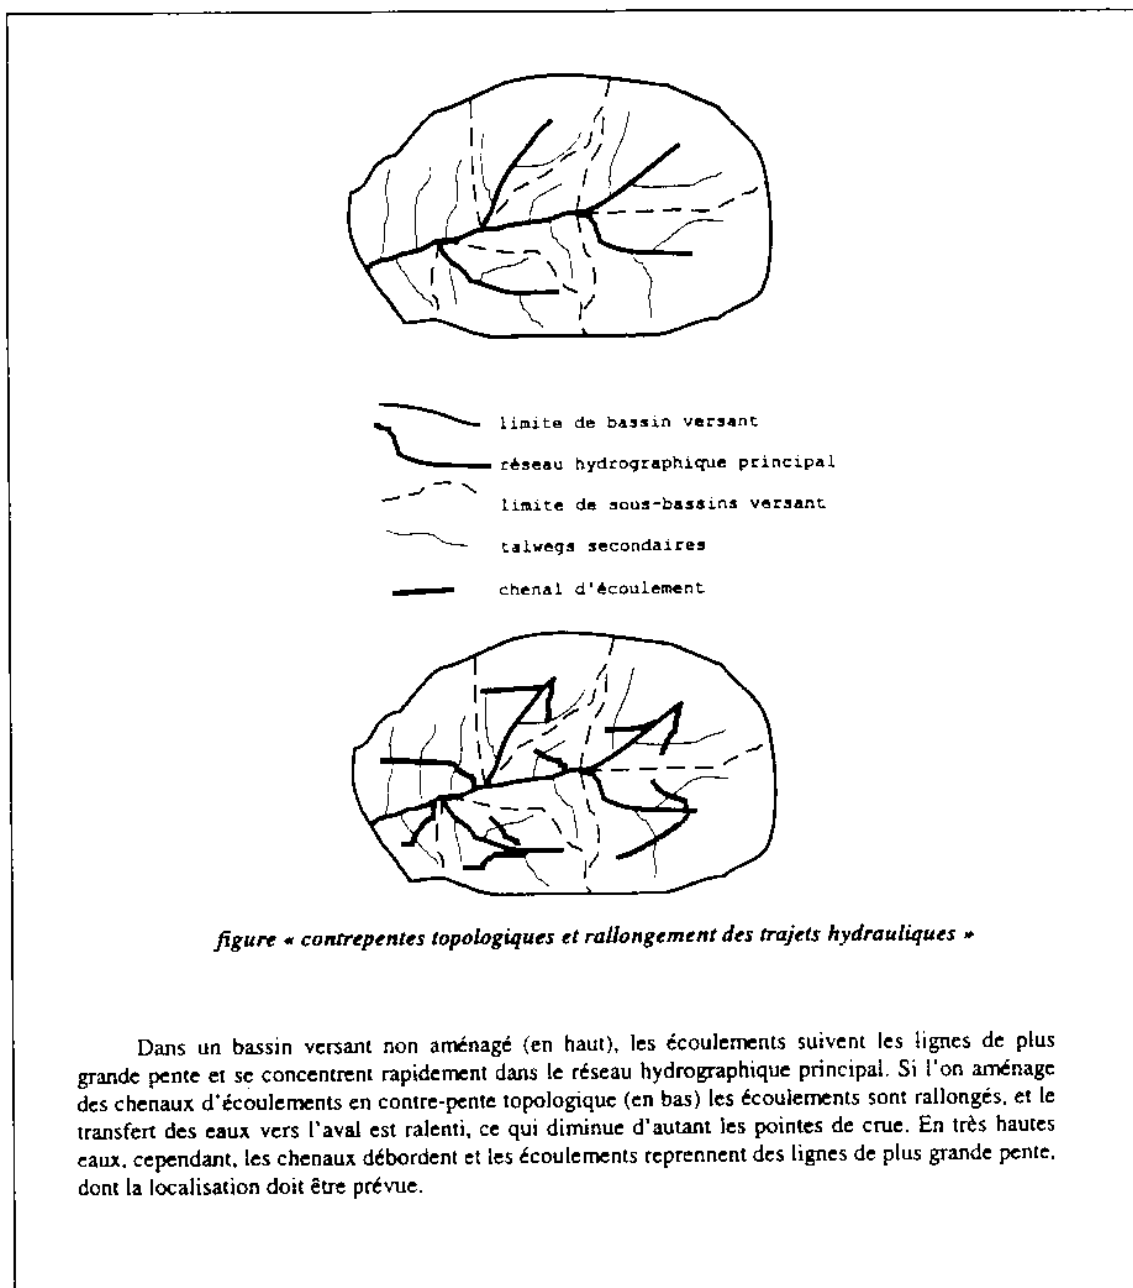 limite de bassin versant
réseau hydrographique principal
limite de sous-bassins versant
talwegs secondaires
chenal d'écoulement
figure « contrepentes topologiques et rallongement des trajets hydrauliques »
Dans un bassin versant non aménagé (en haut), les écoulements suivent les lignes de plus
grande pente et se concentrent rapidement dans le réseau hydrographique principal. Si l'on aménage
des chenaux d'écoulements en contre-pente topologique (en bas) les écoulements sont rallongés, et le
transfert des eaux vers l'aval est ralenti, ce qui diminue d'autant les pointes de crue. En très hautes
eaux, cependant, les chenaux débordent et les écoulements reprennent des lignes de plus grande pente,
dont la localisation doit être prévue.